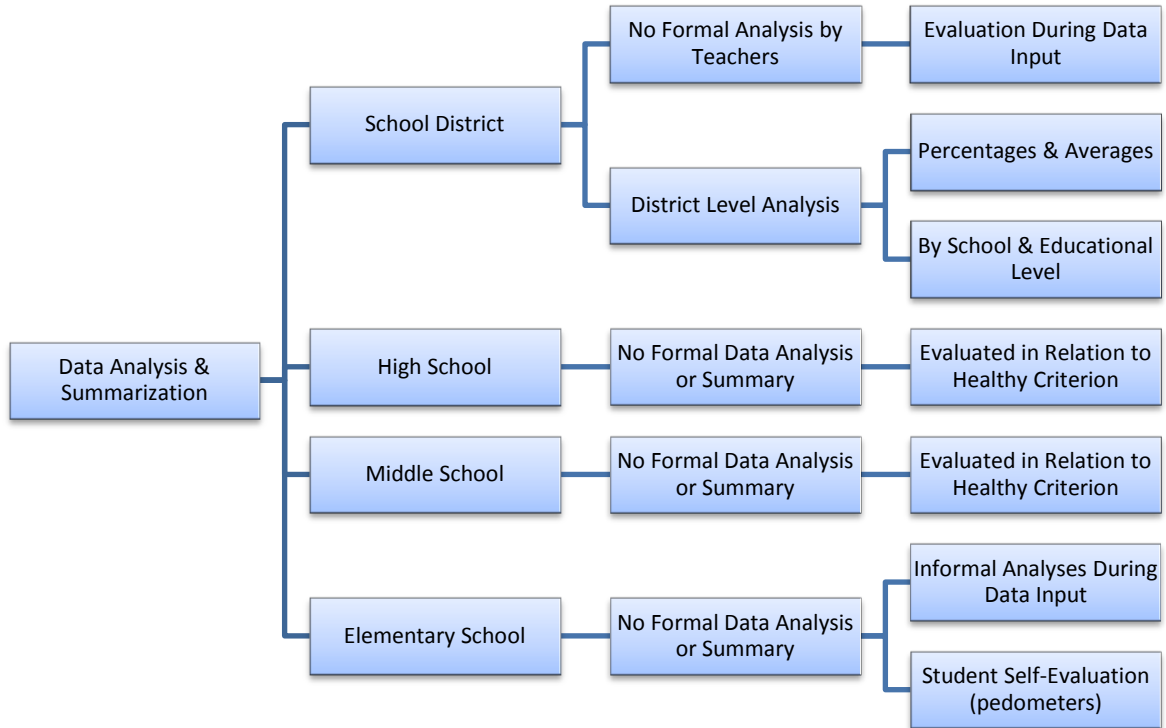 No Formal Analysis by
Teachers
Evaluation During Data
Input
School District
Percentages & Averages
District Level Analysis
By School & Educational
Level
Data Analysis &
Summarization
High School
No Formal Data Analysis
or Summary
Evaluated in Relation to
Healthy Criterion
Middle School
No Formal Data Analysis
or Summary
Evaluated in Relation to
Healthy Criterion
Elementary School
No Formal Data Analysis
or Summary
Informal Analyses During
Data Input
Student Self-Evaluation
(pedometers)